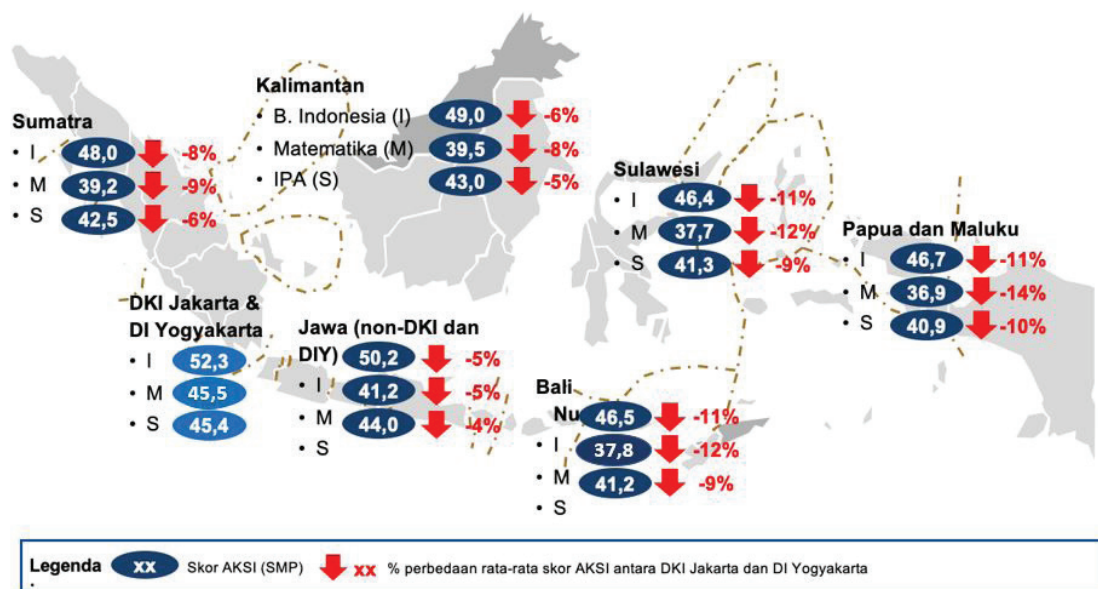 Kalimantan
• B. Indonesia (I) 49,0 -6%
• Matematika (M) 39,5 -8%
• IPA (S) 43,0 -5%
Sumatra
• I 48,0 -8%
• M 39,2 -9%
• S 42,5 -6%
Sulawesi
• I 46,4 -11%
• M 37,7 -12%
• S 41,3 -9%
Papua dan Maluku
• I 46,7 -11%
• M 36,9 -14%
• S 40,9 -10%
DKI Jakarta &
DI Yogyakarta
• I 52,3
• M 45,5
• S 45,4
Jawa (non-DKI dan
DIY) 50,2 -5%
• I 41,2 -5%
• M 44,0 -4%
• S
Bali
Nu 46,5 -11%
• I 37,8 -12%
• M 41,2 -9%
• S
Legenda xx Skor AKSI (SMP) xx % perbedaan rata-rata skor AKSI antara DKI Jakarta dan DI Yogyakarta